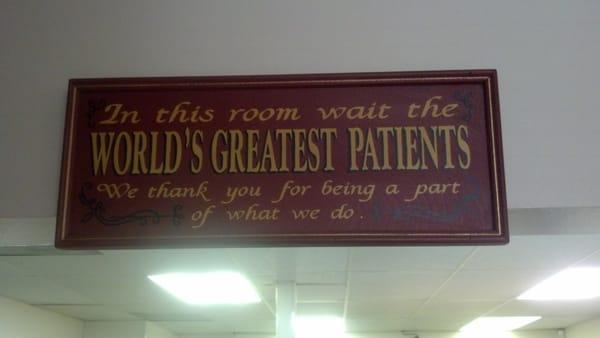 In this room wait the
WORLD'S GREATEST PATIENTS
We thank you for being a part
of what we do.